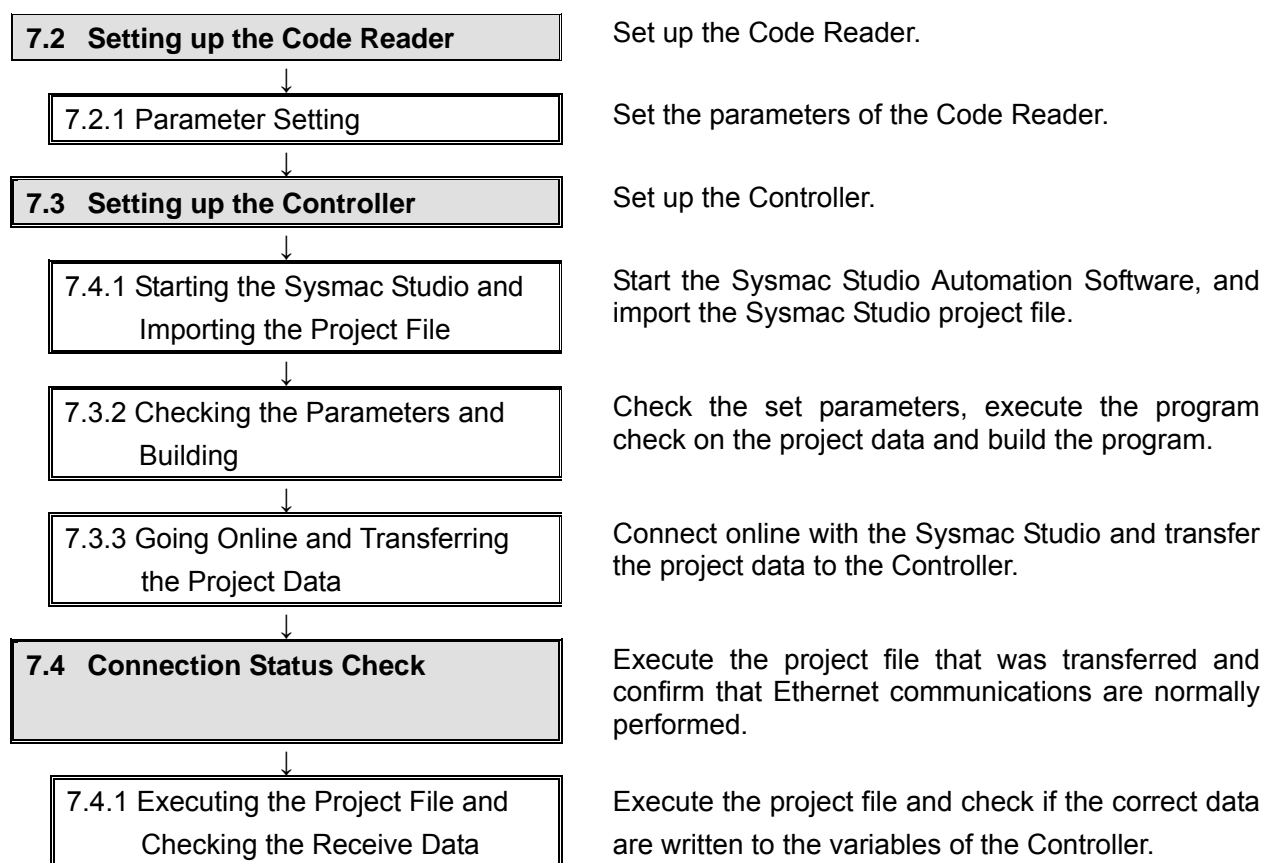 7.2 Setting up the Code Reader
Set up the Code Reader.
↓
7.2.1 Parameter Setting
Set the parameters of the Code Reader.
↓
7.3 Setting up the Controller
Set up the Controller.
↓
7.4.1 Starting the Sysmac Studio and
Importing the Project File
Start the Sysmac Studio Automation Software, and
import the Sysmac Studio project file.
↓
7.3.2 Checking the Parameters and
Building
Check the set parameters, execute the program
check on the project data and build the program.
↓
7.3.3 Going Online and Transferring
the Project Data
Connect online with the Sysmac Studio and transfer
the project data to the Controller.
↓
7.4 Connection Status Check
Execute the project file that was transferred and
confirm that Ethernet communications are normally
performed.
↓
7.4.1 Executing the Project File and
Checking the Receive Data
Execute the project file and check if the correct data
are written to the variables of the Controller.